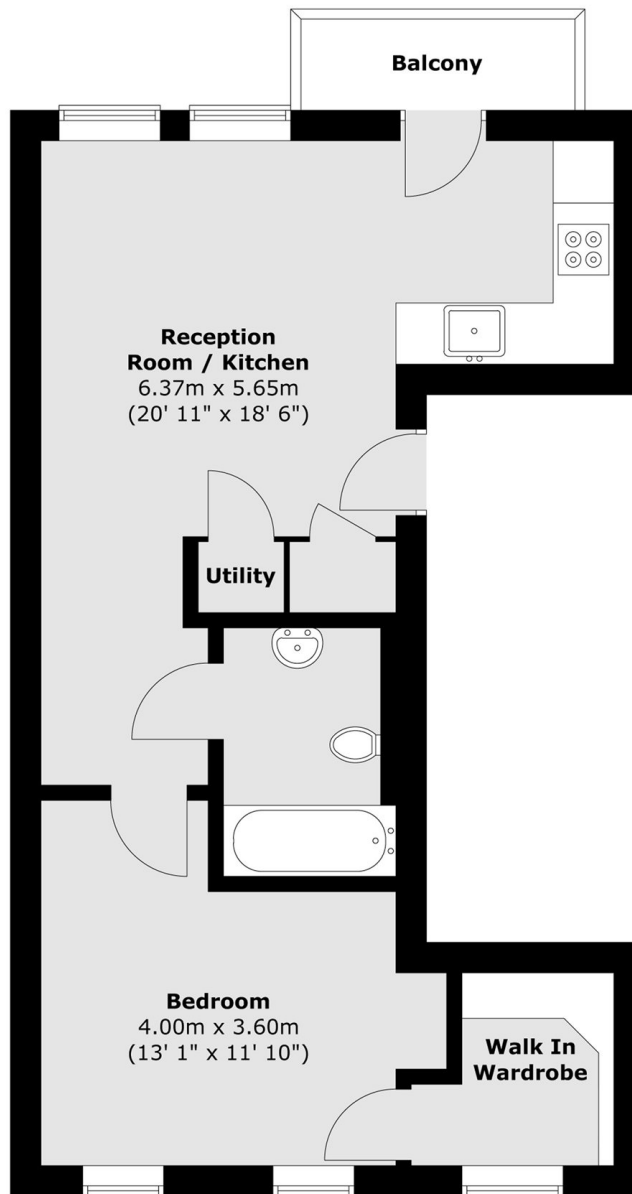 Balcony
Reception
Room / Kitchen
6.37m x 5.65m
(20' 11" x 18' 6")
Utility
Bedroom
4.00m x 3.60m
(13' 1" x 11' 10")
Walk In
Wardrobe